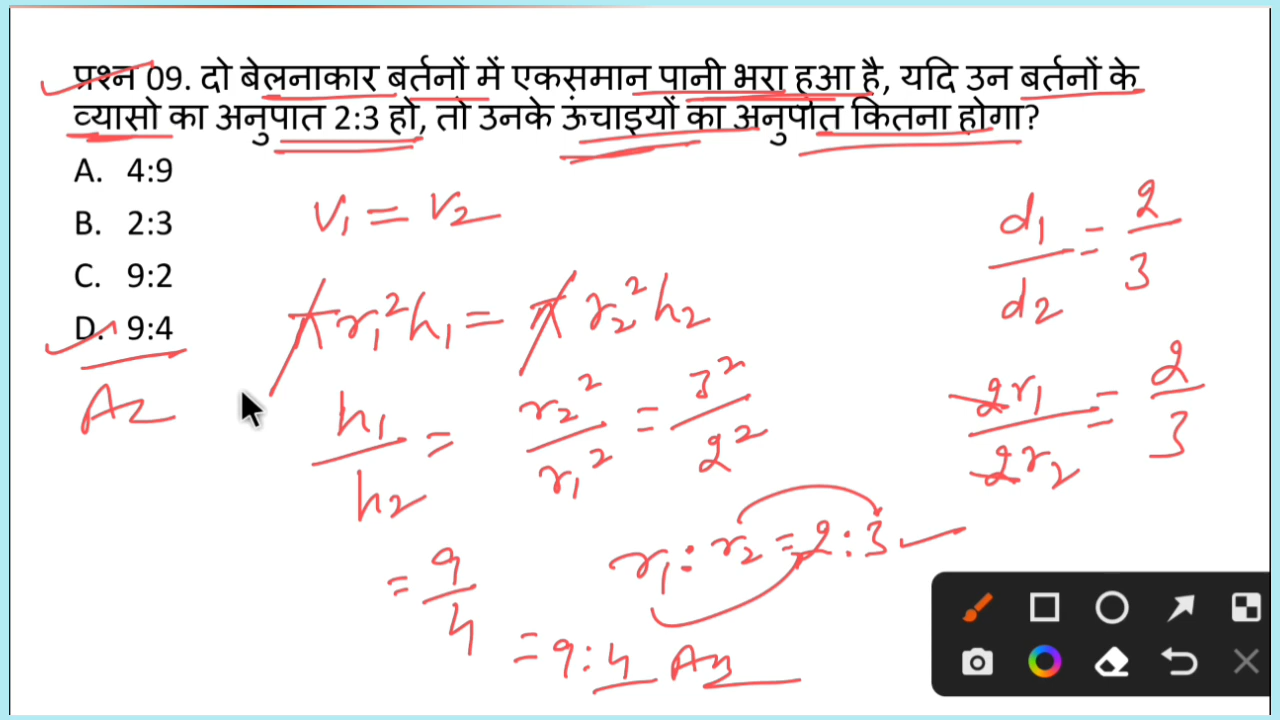 प्रश्न 09. दो बेलनाकार बर्तनों में एकसमान पानी भरा हुआ है, यदि उन बर्तनों के
व्यासो का अनुपात 2:3 हो, तो उनके ऊंचाइयों का अनुपात कितना होगा?
A. 4:9
B. 2:3
C. 9:2
D. 9:4
V₁ = V₂
d₁/d₂ = 2/3
πr₁²h₁ = πr₂²h₂
2r₁/2r₂ = 2/3
h₁/h₂ = r₂²/r₁² = 3²/2²
r₁ : r₂ = 2 : 3
= 9/4
= 9:4